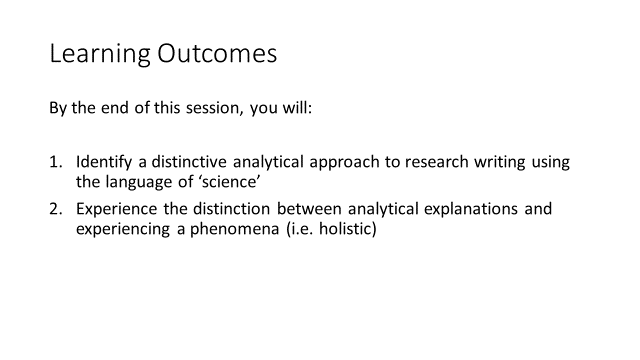 Learning Outcomes
By the end of this session, you will:
1. Identify a distinctive analytical approach to research writing using
the language of ‘science’
2. Experience the distinction between analytical explanations and
experiencing a phenomena (i.e. holistic)